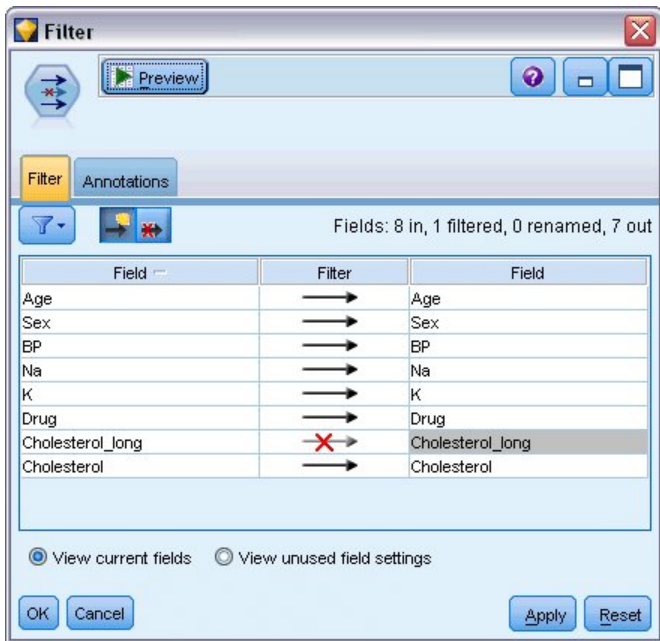 Filter
Preview
Filter Annotations
Fields: 8 in, 1 filtered, 0 renamed, 7 out
Field Filter Field
Age Age
Sex Sex
BP BP
Na Na
K K
Drug Drug
Cholesterol_long Cholesterol_long
Cholesterol Cholesterol
View current fields View unused field settings
OK Cancel Apply Reset